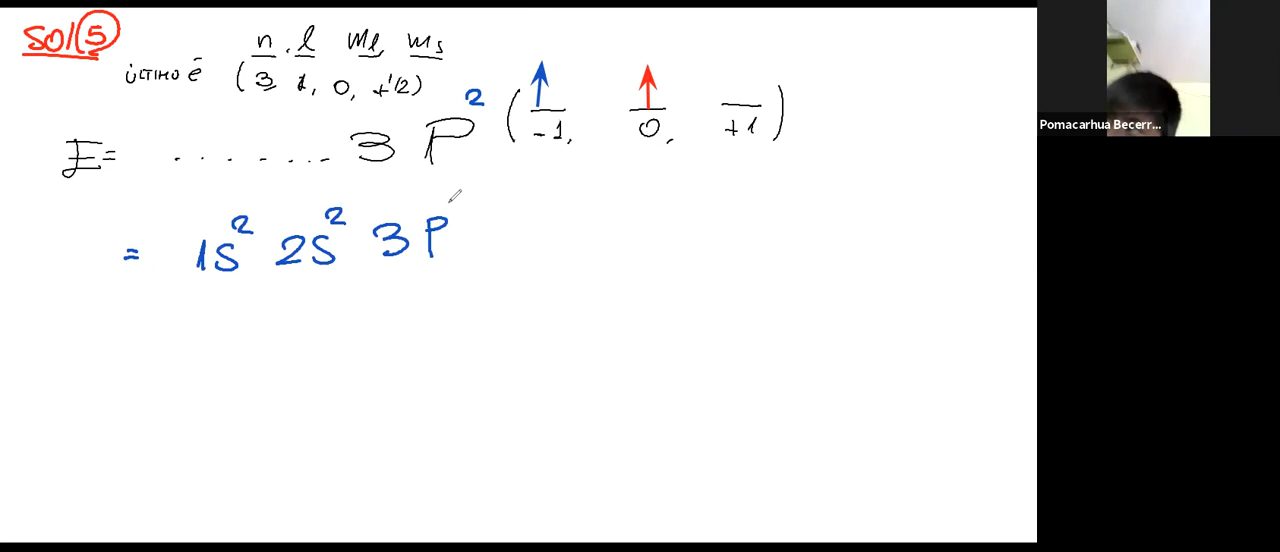 SOl(5)
n. l ml ms
último ē (3, 1, 0, +1/2)
E= ....... 3 P² ( -1, 0, +1 )
= 1S² 2S² 3P
Pomacarhua Becerr...